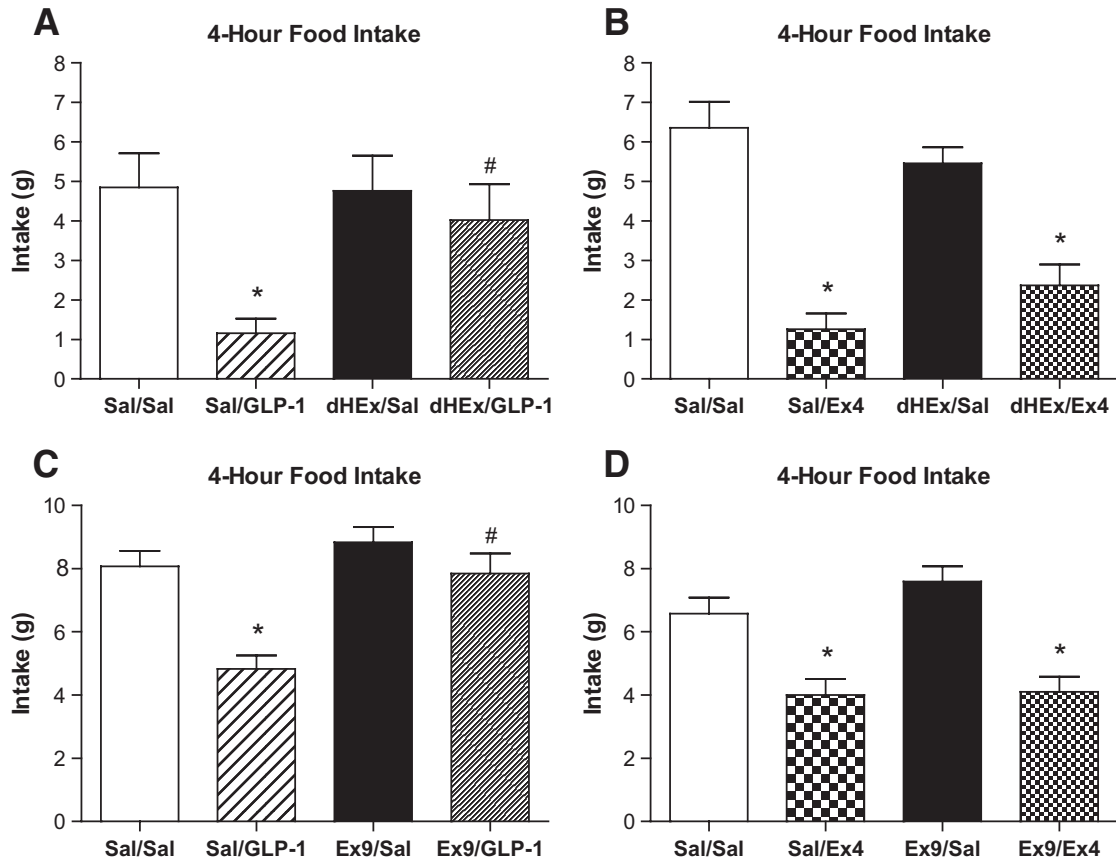 A
4-Hour Food Intake
Intake (g)
8
7
6
5
4
3
2
1
0
*
#
Sal/Sal Sal/GLP-1 dHEx/Sal dHEx/GLP-1
B
4-Hour Food Intake
Intake (g)
8
7
6
5
4
3
2
1
0
*
*
Sal/Sal Sal/Ex4 dHEx/Sal dHEx/Ex4
C
4-Hour Food Intake
Intake (g)
10
8
6
4
2
0
*
#
Sal/Sal Sal/GLP-1 Ex9/Sal Ex9/GLP-1
D
4-Hour Food Intake
Intake (g)
10
8
6
4
2
0
*
*
Sal/Sal Sal/Ex4 Ex9/Sal Ex9/Ex4